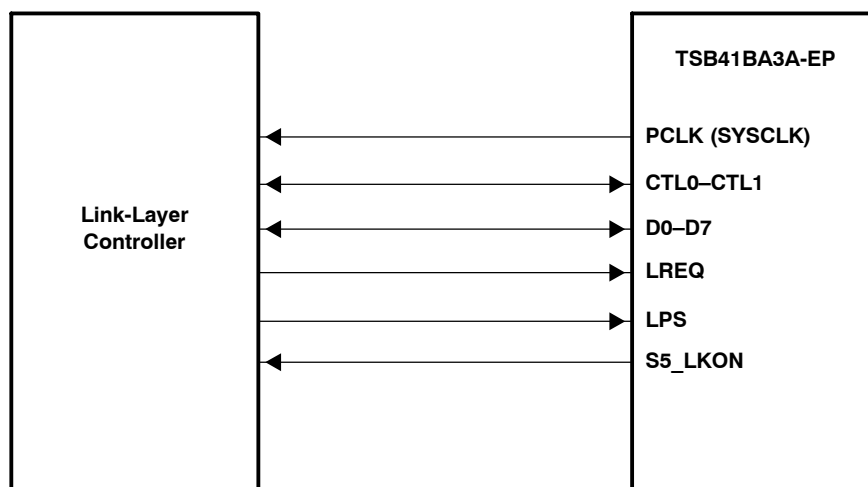 TSB41BA3A-EP
PCLK (SYSCLK)
CTL0–CTL1
Link-Layer
Controller
D0–D7
LREQ
LPS
S5_LKON